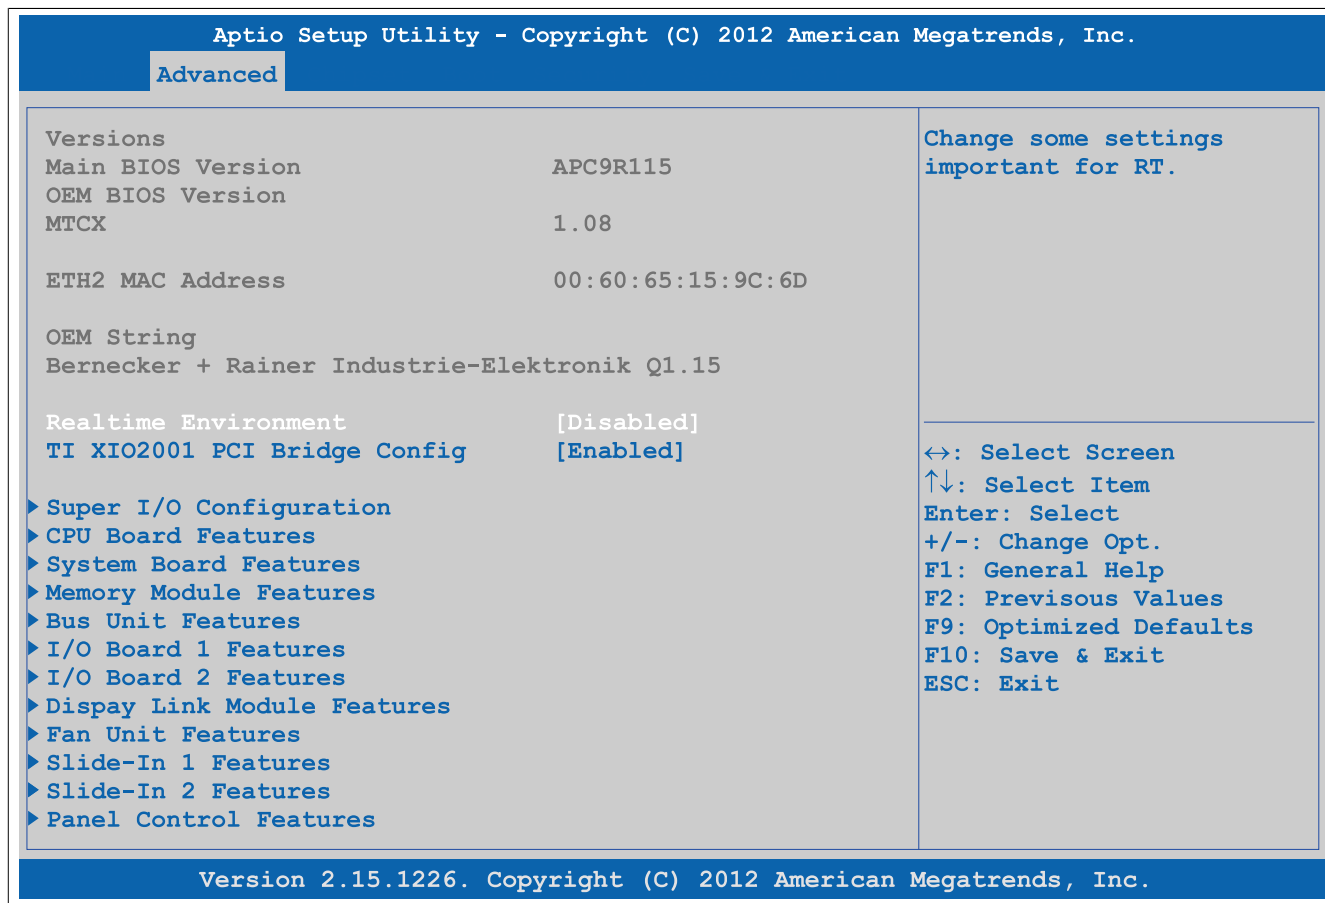 Aptio Setup Utility - Copyright (C) 2012 American Megatrends, Inc.
Advanced
Versions
Main BIOS Version APC9R115
OEM BIOS Version
MTCX 1.08
ETH2 MAC Address 00:60:65:15:9C:6D
OEM String
Bernecker + Rainer Industrie-Elektronik Q1.15
Realtime Environment [Disabled]
TI XIO2001 PCI Bridge Config [Enabled]
Super I/O Configuration
CPU Board Features
System Board Features
Memory Module Features
Bus Unit Features
I/O Board 1 Features
I/O Board 2 Features
Dispay Link Module Features
Fan Unit Features
Slide-In 1 Features
Slide-In 2 Features
Panel Control Features
Change some settings
important for RT.
↔: Select Screen
↑↓: Select Item
Enter: Select
+/-: Change Opt.
F1: General Help
F2: Previsous Values
F9: Optimized Defaults
F10: Save & Exit
ESC: Exit
Version 2.15.1226. Copyright (C) 2012 American Megatrends, Inc.